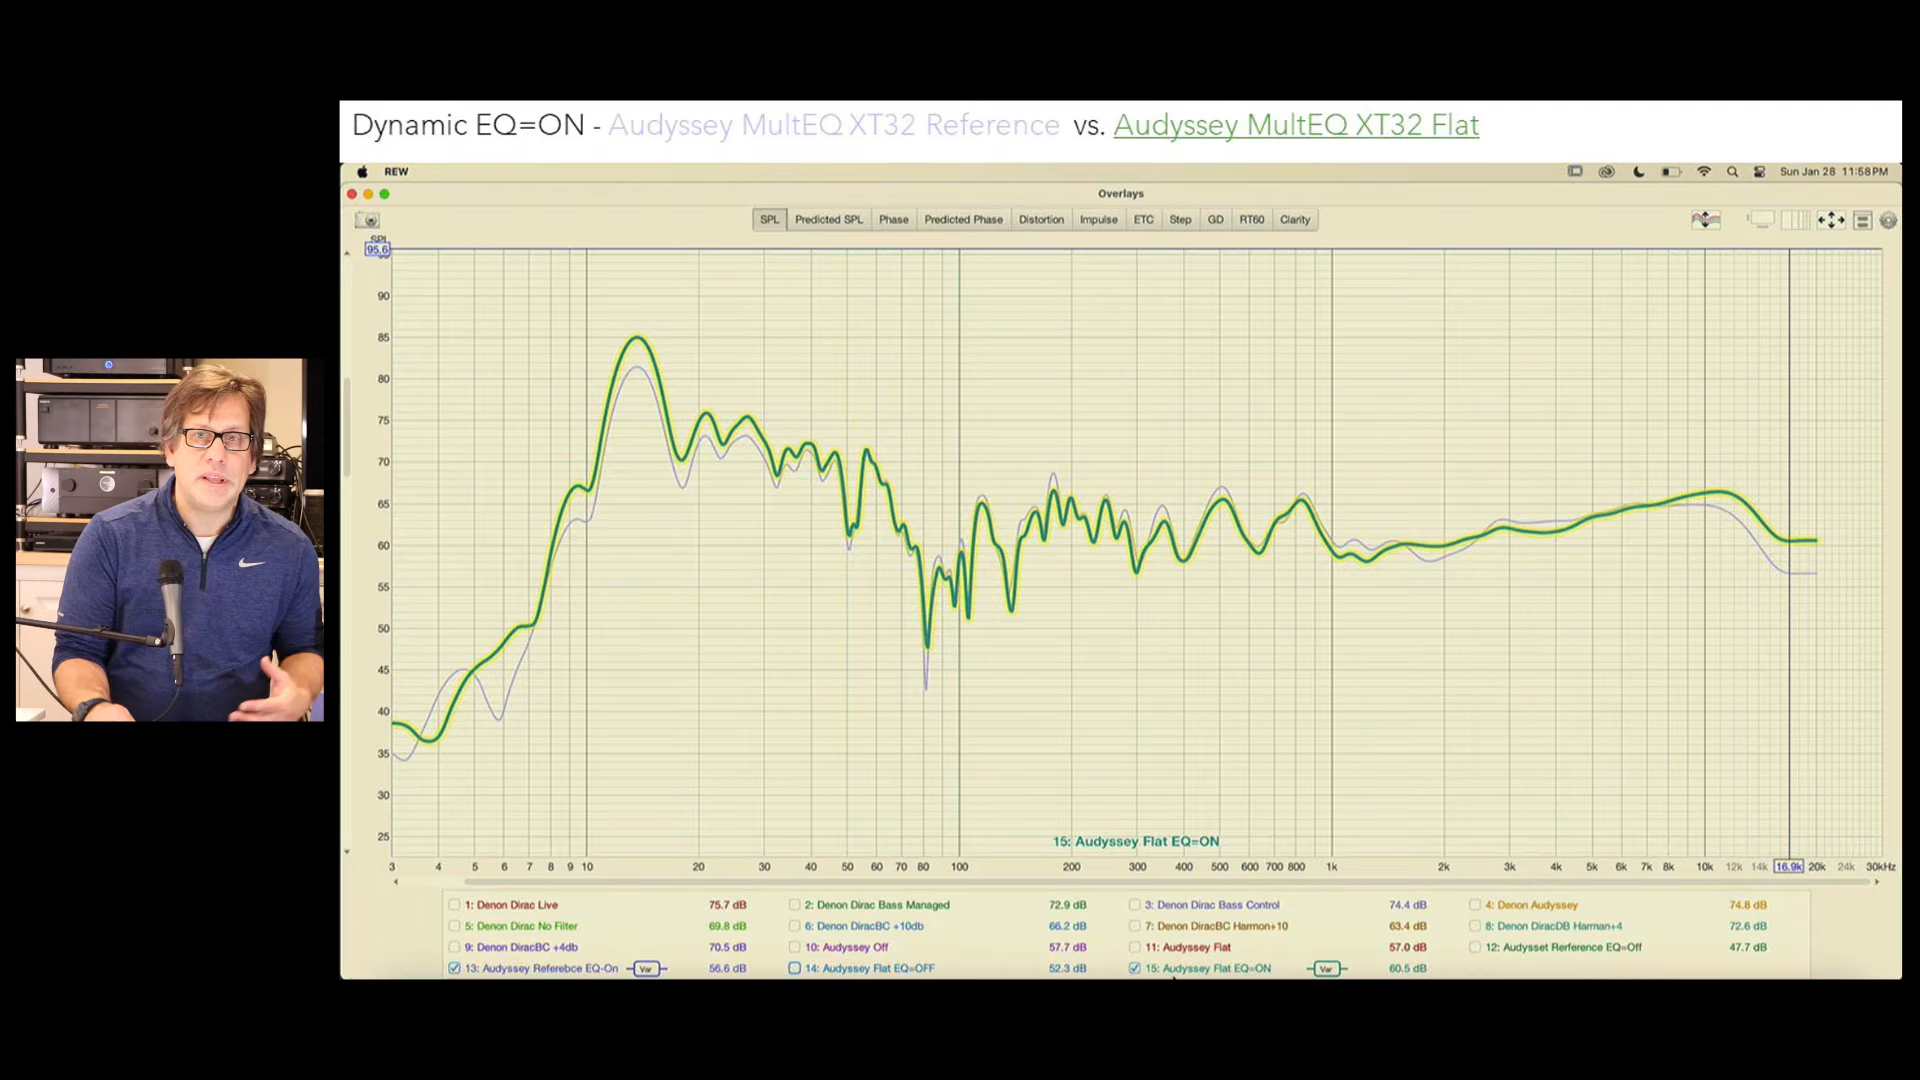 Dynamic EQ=ON - Audyssey MultEQ XT32 Reference vs. Audyssey MultEQ XT32 Flat
REW
Sun Jan 28 11:58 PM
Overlays
SPL Predicted SPL Phase Predicted Phase Distortion Impulse ETC Step GD RT60 Clarity
SPL
95.6
90
85
80
75
70
65
60
55
50
45
40
35
30
25
15: Audyssey Flat EQ=ON
3 4 5 6 7 8 9 10 20 30 40 50 60 70 80 100 200 300 400 500 600 700 800 1k 2k 3k 4k 5k 6k 7k 8k 10k 12k 14k 16.9k 20k 24k 30kHz
1: Denon Dirac Live 75.7 dB 2: Denon Dirac Bass Managed 72.9 dB 3: Denon Dirac Bass Control 74.4 dB 4: Denon Audyssey 74.8 dB
5: Denon Dirac No Filter 69.8 dB 6: Denon DiracBC +10db 66.2 dB 7: Denon DiracBC Harmon+10 63.4 dB 8: Denon DiracDB Harman+4 72.6 dB
9: Denon DiracBC +4db 70.5 dB 10: Audyssey Off 57.7 dB 11: Audyssey Flat 57.0 dB 12: Audysset Rerference EQ=Off 47.7 dB
13: Audyssey Referebce EQ-On Var 56.6 dB 14: Audyssey Flat EQ=OFF 52.3 dB 15: Audyssey Flat EQ=ON Var 60.5 dB